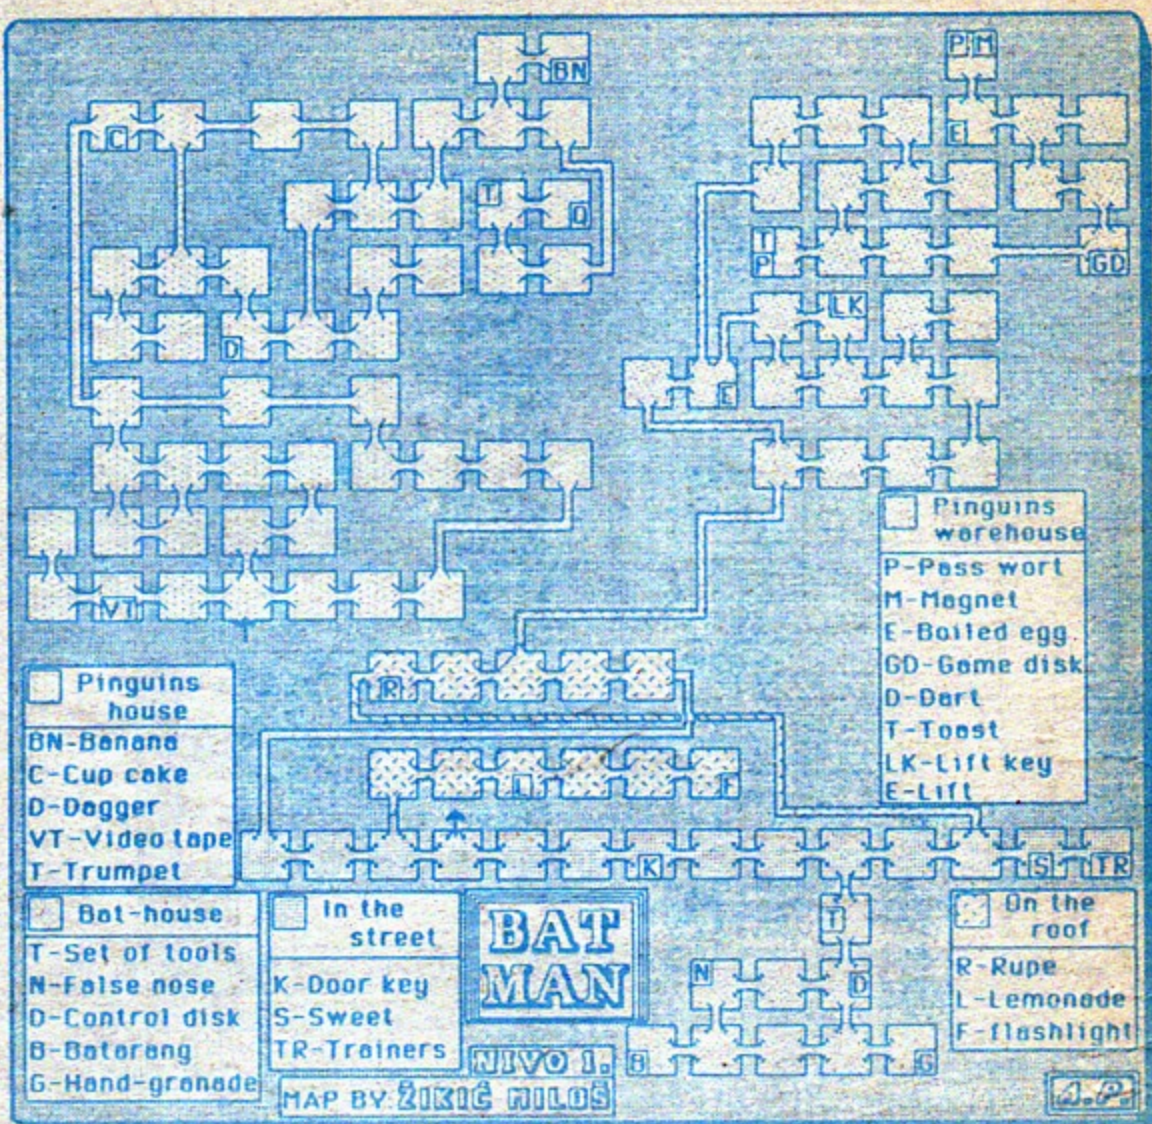 BN
P M
C
E
T
D
T
P
GD
LK
D
E
VT
Pinguins
warehouse
P-Pass wort
M-Magnet
E-Boiled egg.
GD-Game disk
D-Dart
T-Toast
LK-Lift key
E-Lift
R
Pinguins
house
BN-Banana
C-Cup cake
D-Dagger
VT-Video tape
T-Trumpet
L
F
K
S
TR
Bat-house
T-Set of tools
N-False nose
D-Control disk
B-Batarang
G-Hand-granade
In the
street
K-Door key
S-Sweet
TR-Trainers
BAT
MAN
NIVO 1.
MAP BY ŽIKIĆ MILOŠ
T
N
D
B
G
On the
roof
R-Rupe
L-Lemonade
F-flashlight
A.P.